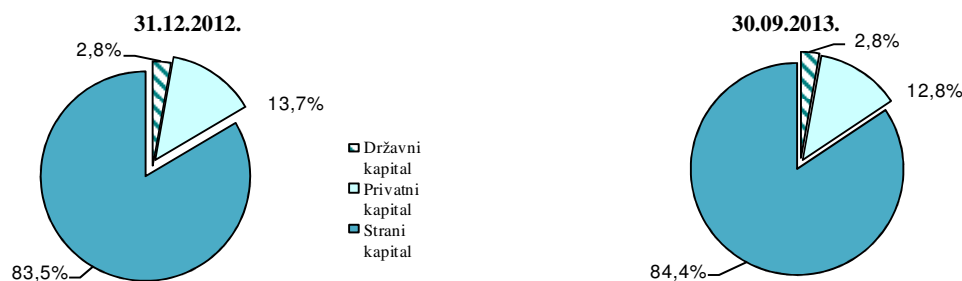 31.12.2012.
2,8%
13,7%
83,5%
Državni
kapital
Privatni
kapital
Strani
kapital
30.09.2013.
2,8%
12,8%
84,4%